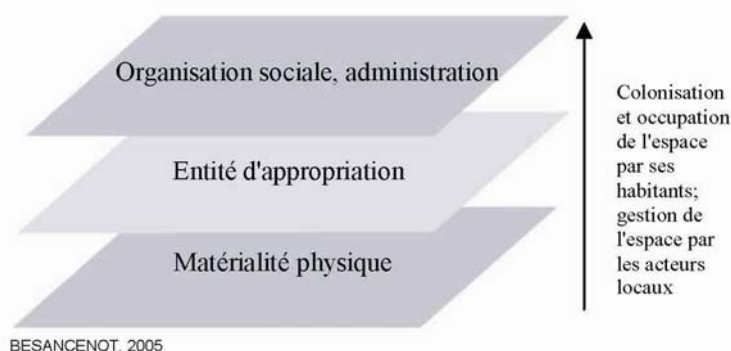 Organisation sociale, administration
Entité d'appropriation
Matérialité physique
Colonisation
et occupation
de l'espace
par ses
habitants;
gestion de
l'espace par
les acteurs
locaux
BESANCENOT, 2005